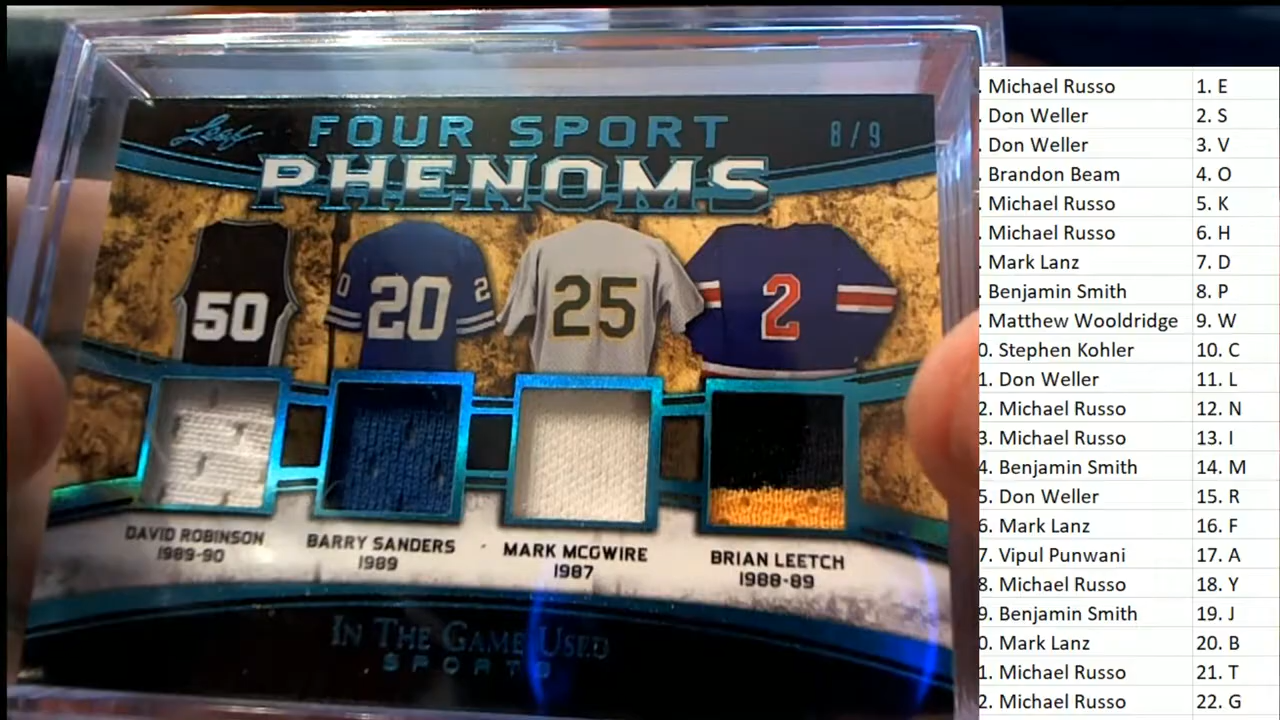 Leaf
FOUR SPORT
8/9
PHENOMS
50
20
20
2
25
2
DAVID ROBINSON
1989-90
BARRY SANDERS
1989
MARK MCGWIRE
1987
BRIAN LEETCH
1988-89
IN THE GAME USED
SPORTS
. Michael Russo 1. E
. Don Weller 2. S
. Don Weller 3. V
. Brandon Beam 4. O
. Michael Russo 5. K
. Michael Russo 6. H
. Mark Lanz 7. D
. Benjamin Smith 8. P
. Matthew Wooldridge 9. W
0. Stephen Kohler 10. C
1. Don Weller 11. L
2. Michael Russo 12. N
3. Michael Russo 13. I
4. Benjamin Smith 14. M
5. Don Weller 15. R
6. Mark Lanz 16. F
7. Vipul Punwani 17. A
8. Michael Russo 18. Y
9. Benjamin Smith 19. J
0. Mark Lanz 20. B
1. Michael Russo 21. T
2. Michael Russo 22. G